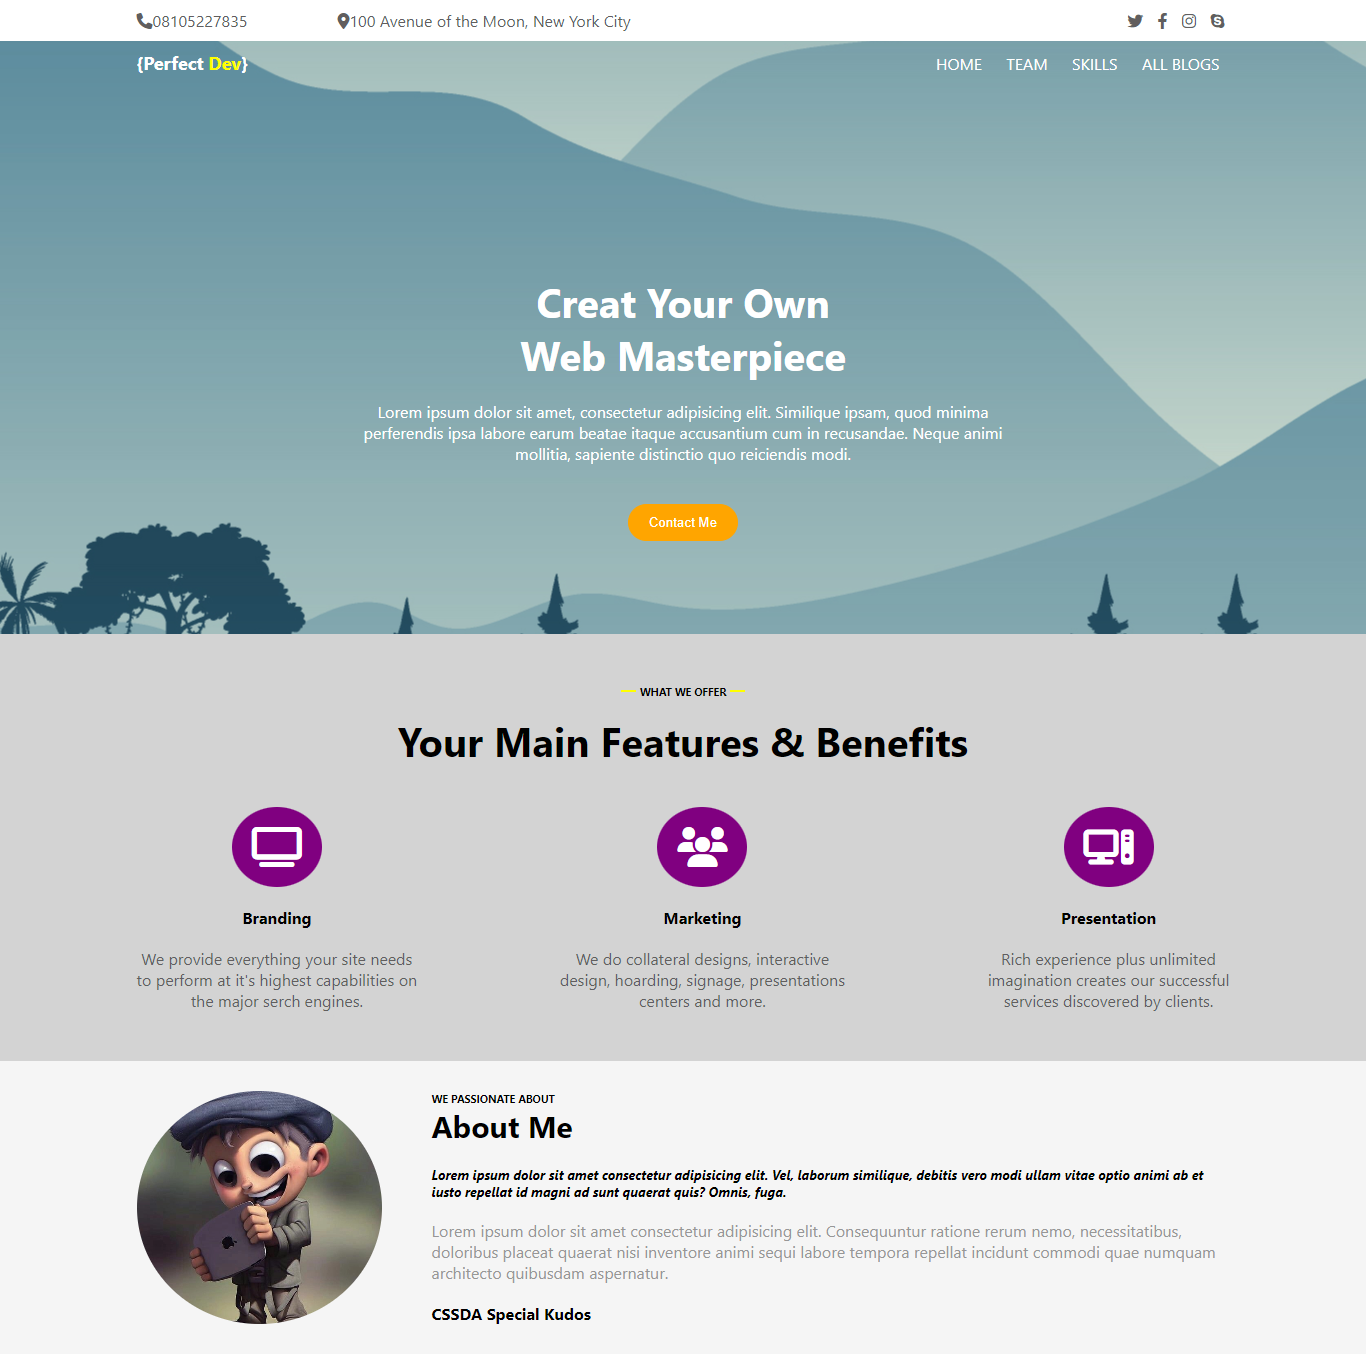 08105227835
100 Avenue of the Moon, New York City
{Perfect Dev}
HOME TEAM SKILLS ALL BLOGS
Creat Your Own
Web Masterpiece
Lorem ipsum dolor sit amet, consectetur adipisicing elit. Similique ipsam, quod minima
perferendis ipsa labore earum beatae itaque accusantium cum in recusandae. Neque animi
mollitia, sapiente distinctio quo reiciendis modi.
Contact Me
WHAT WE OFFER
Your Main Features & Benefits
Branding
We provide everything your site needs
to perform at it's highest capabilities on
the major serch engines.
Marketing
We do collateral designs, interactive
design, hoarding, signage, presentations
centers and more.
Presentation
Rich experience plus unlimited
imagination creates our successful
services discovered by clients.
WE PASSIONATE ABOUT
About Me
Lorem ipsum dolor sit amet consectetur adipisicing elit. Vel, laborum similique, debitis vero modi ullam vitae optio animi ab et
iusto repellat id magni ad sunt quaerat quis? Omnis, fuga.
Lorem ipsum dolor sit amet consectetur adipisicing elit. Consequuntur ratione rerum nemo, necessitatibus,
doloribus placeat quaerat nisi inventore animi sequi labore tempora repellat incidunt commodi quae numquam
architecto quibusdam aspernatur.
CSSDA Special Kudos